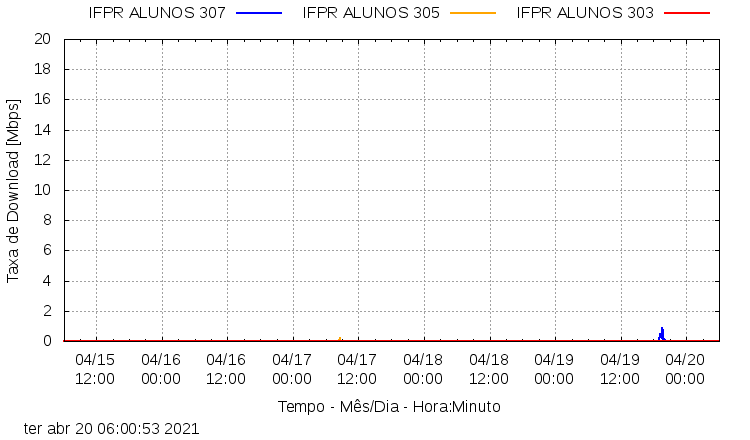 IFPR ALUNOS 307 IFPR ALUNOS 305 IFPR ALUNOS 303
Taxa de Download [Mbps]
20
18
16
14
12
10
8
6
4
2
0
04/15 04/16 04/16 04/17 04/17 04/18 04/18 04/19 04/19 04/20
12:00 00:00 12:00 00:00 12:00 00:00 12:00 00:00 12:00 00:00
Tempo - Mês/Dia - Hora:Minuto
ter abr 20 06:00:53 2021